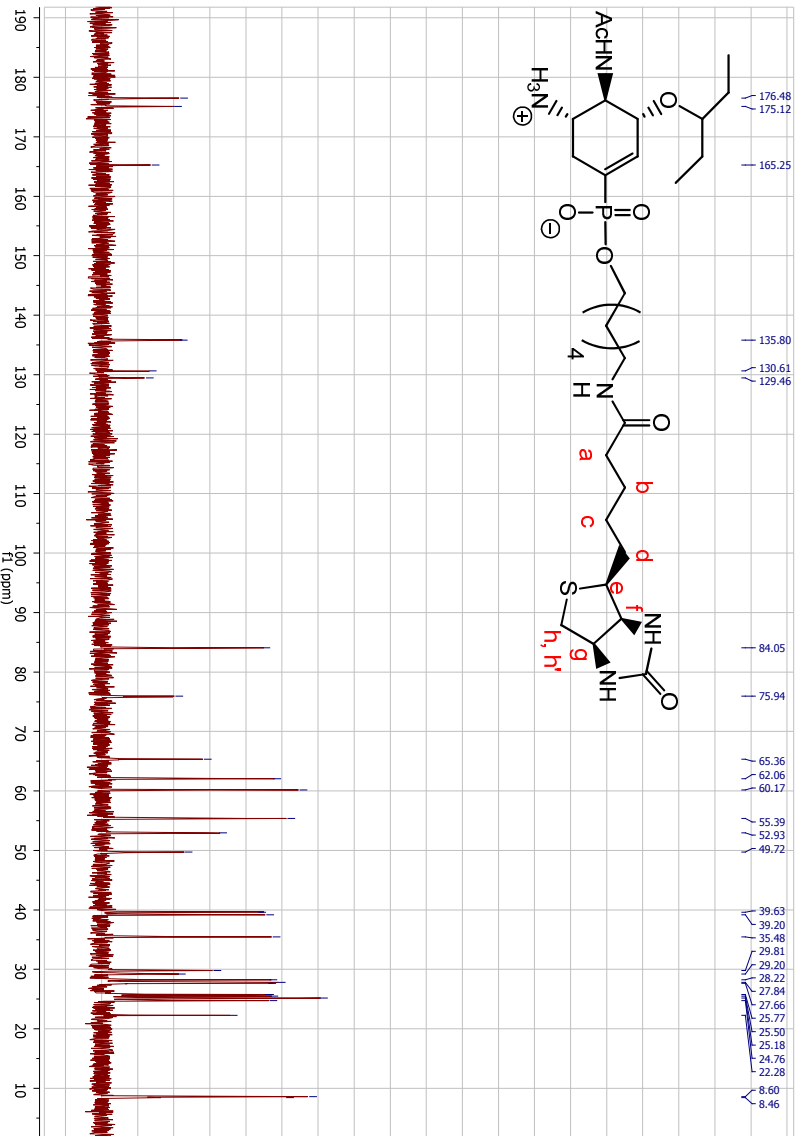 176.48
175.12
165.25
135.80
130.61
129.46
84.05
75.94
65.36
62.06
60.17
55.39
52.93
49.72
39.63
39.20
35.48
29.81
29.20
28.22
27.84
27.66
25.77
25.50
25.18
24.76
22.28
8.60
8.46
O
AcHN
H3N
⊕
O
P
O
⊖
O
4
N
H
O
a
b
c
d
e
f
g
h, h'
S
NH
NH
O
190
180
170
160
150
140
130
120
110
100
90
80
70
60
50
40
30
20
10
f1 (ppm)